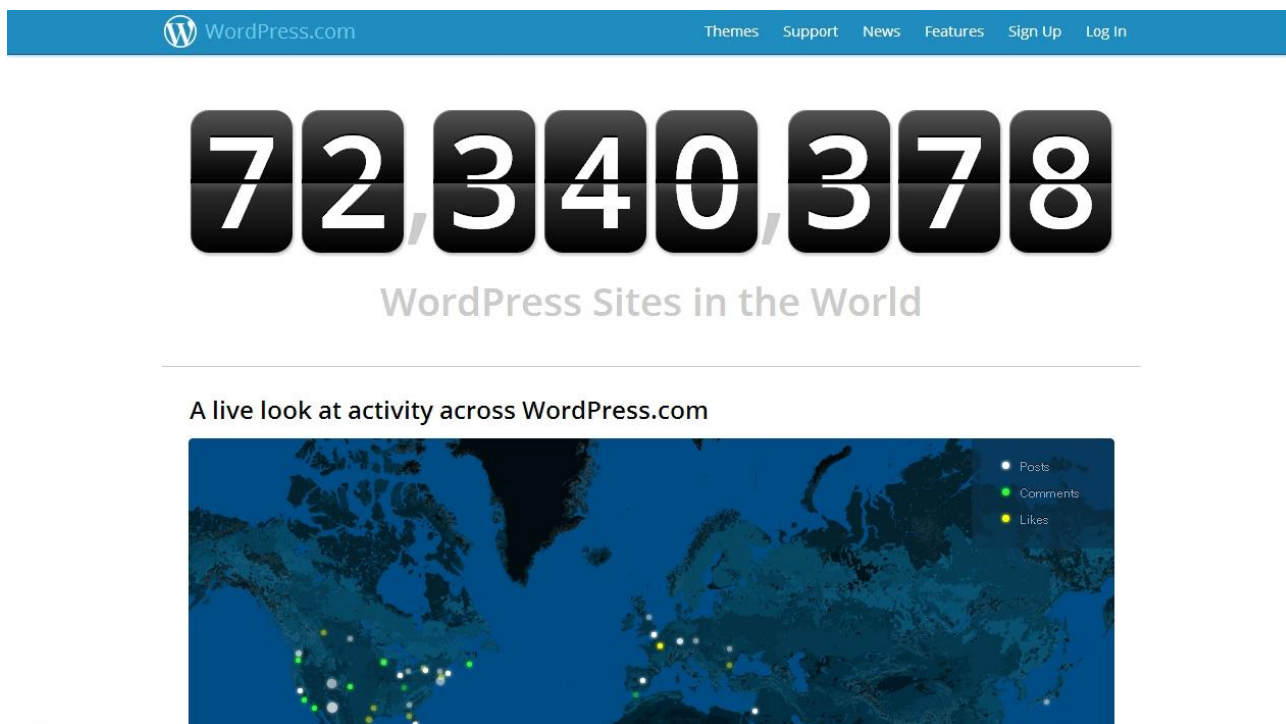 WordPress.com Themes Support News Features Sign Up Log In
72,340,378
WordPress Sites in the World
A live look at activity across WordPress.com
Posts
Comments
Likes